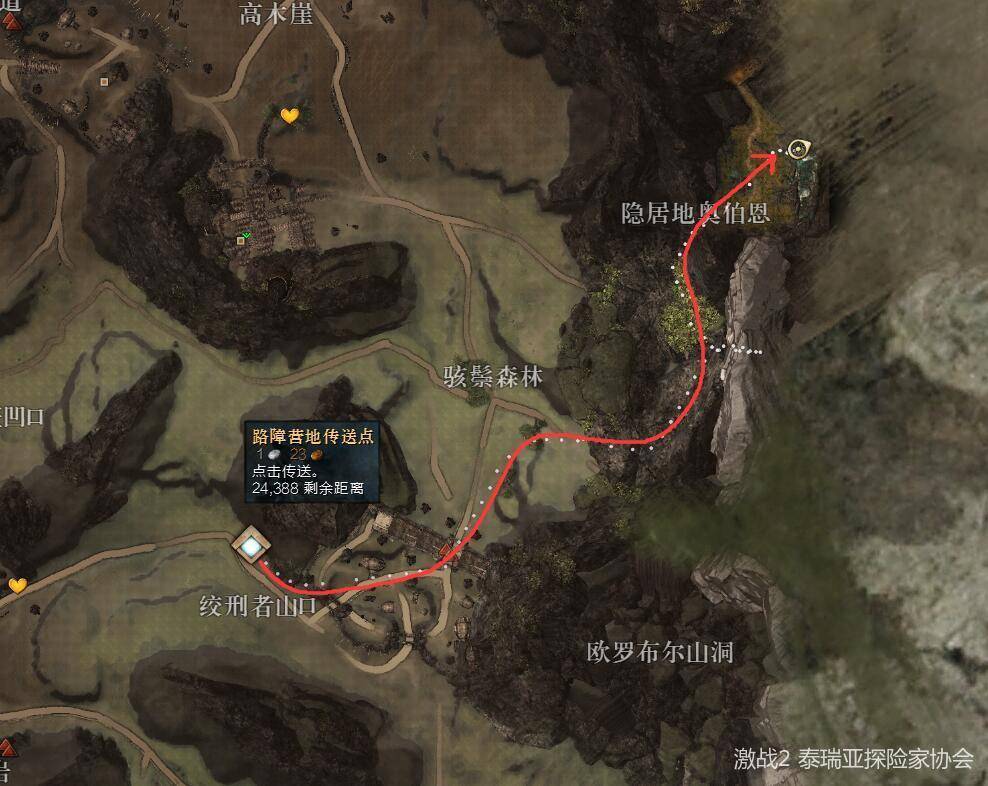 道
高木崖
隐居地奥伯恩
骇鬃森林
凹口
路障营地传送点
1 23
点击传送。
24,388 剩余距离
绞刑者山口
欧罗布尔山洞
激战2 泰瑞亚探险家协会